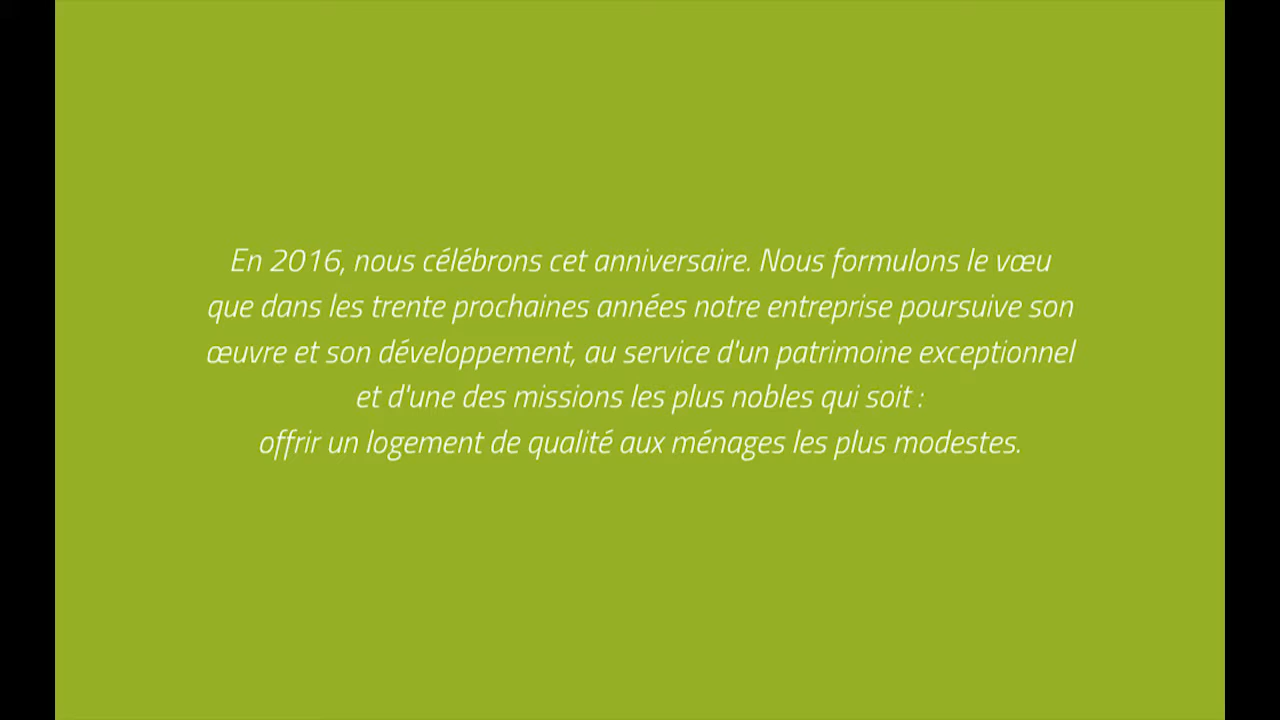 En 2016, nous célébrons cet anniversaire. Nous formulons le vœu
que dans les trente prochaines années notre entreprise poursuive son
œuvre et son développement, au service d'un patrimoine exceptionnel
et d'une des missions les plus nobles qui soit :
offrir un logement de qualité aux ménages les plus modestes.